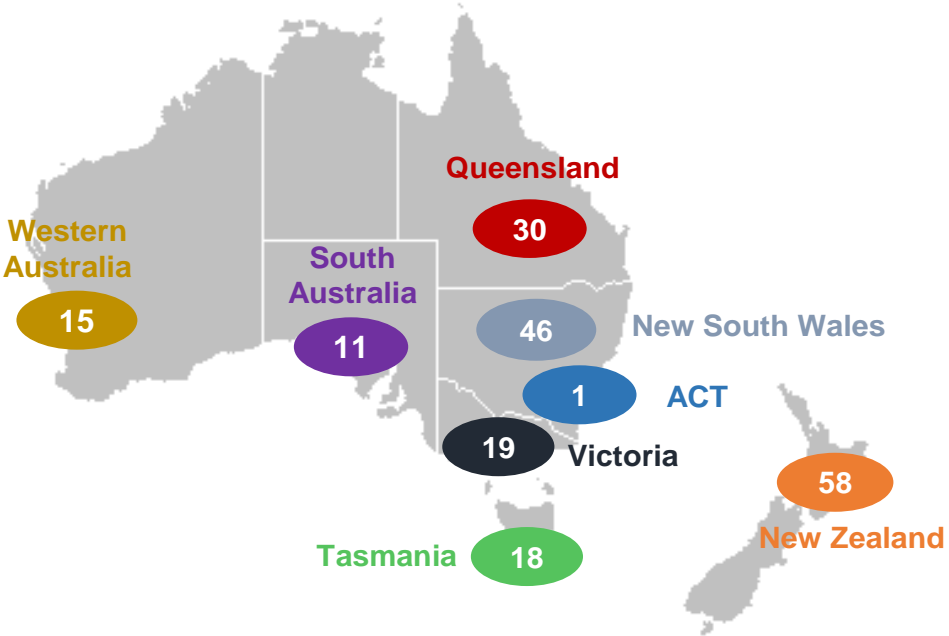 Queensland
30
Western
Australia
15
South
Australia
11
46
New South Wales
1
ACT
19
Victoria
58
New Zealand
Tasmania
18